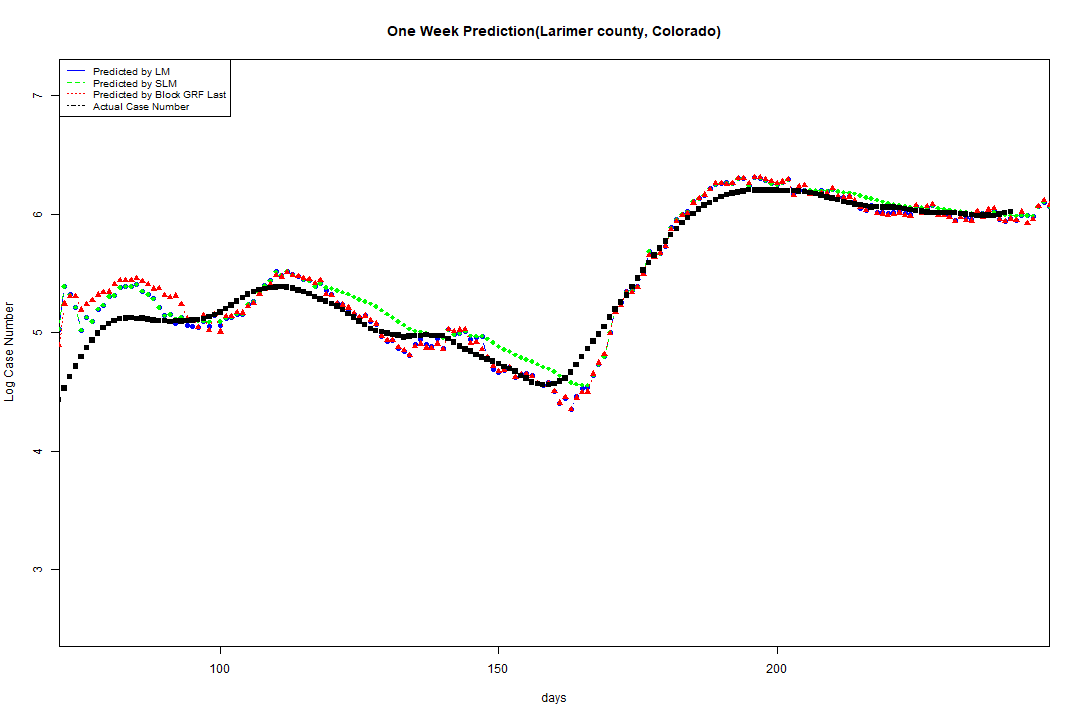 One Week Prediction(Larimer county, Colorado)
Predicted by LM
Predicted by SLM
Predicted by Block GRF Last
Actual Case Number
7
6
5
4
3
Log Case Number
100
150
200
days